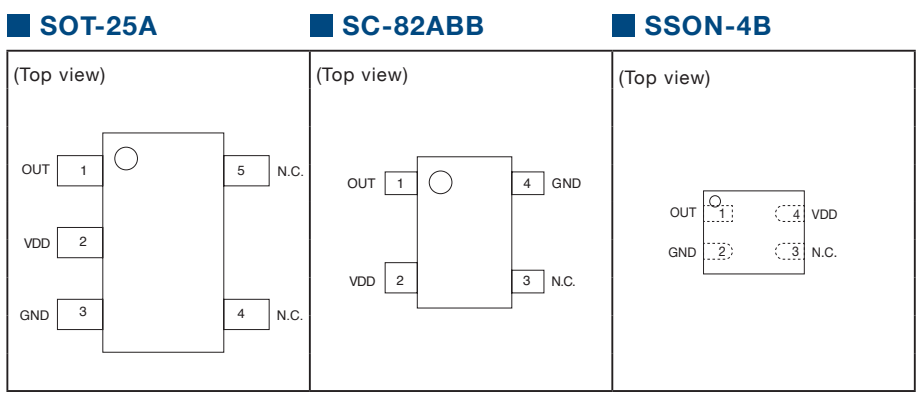 SOT-25A
(Top view)
OUT 1 5 N.C.
VDD 2
GND 3 4 N.C.
SC-82ABB
(Top view)
OUT 1 4 GND
VDD 2 3 N.C.
SSON-4B
(Top view)
OUT 1 4 VDD
GND 2 3 N.C.